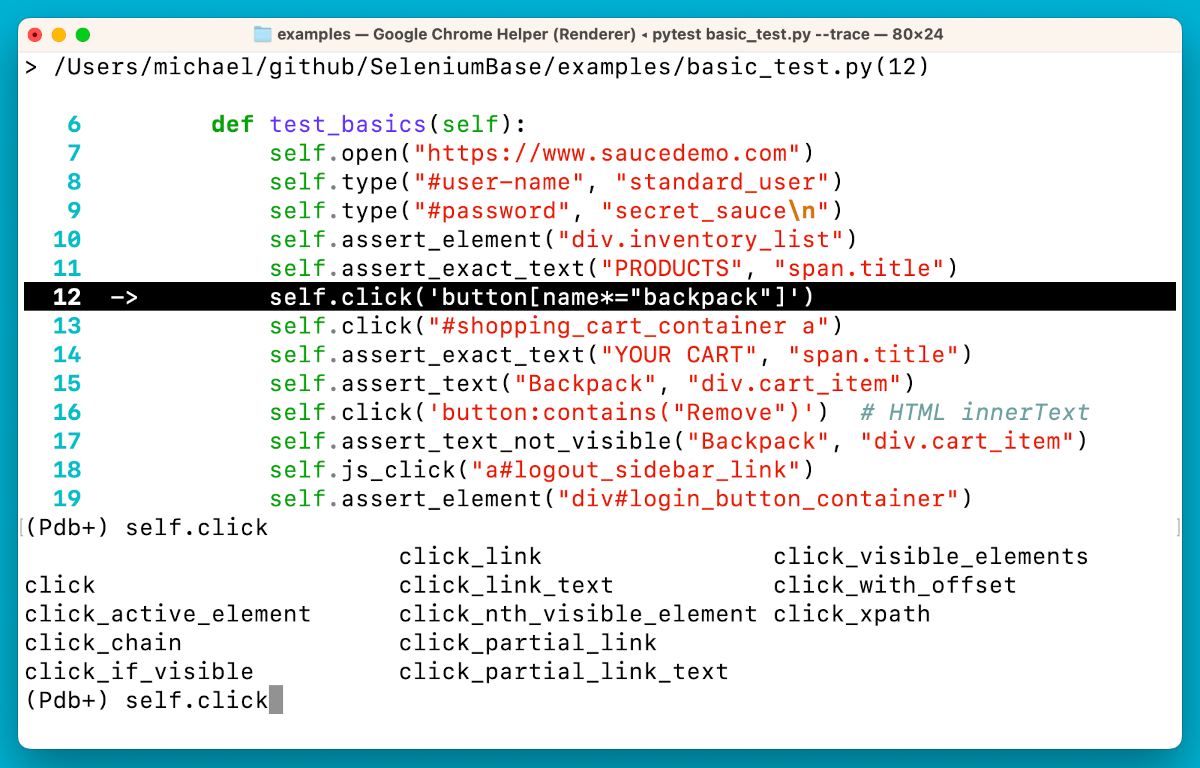 examples — Google Chrome Helper (Renderer) ◂ pytest basic_test.py --trace — 80×24
> /Users/michael/github/SeleniumBase/examples/basic_test.py(12)
6         def test_basics(self):
7             self.open("https://www.saucedemo.com")
8             self.type("#user-name", "standard_user")
9             self.type("#password", "secret_sauce\n")
10             self.assert_element("div.inventory_list")
11             self.assert_exact_text("PRODUCTS", "span.title")
12  ->         self.click('button[name*="backpack"]')
13             self.click("#shopping_cart_container a")
14             self.assert_exact_text("YOUR CART", "span.title")
15             self.assert_text("Backpack", "div.cart_item")
16             self.click('button:contains("Remove")')  # HTML innerText
17             self.assert_text_not_visible("Backpack", "div.cart_item")
18             self.js_click("a#logout_sidebar_link")
19             self.assert_element("div#login_button_container")
(Pdb+) self.click
                          click_link                click_visible_elements
click                     click_link_text           click_with_offset
click_active_element      click_nth_visible_element click_xpath
click_chain               click_partial_link
click_if_visible          click_partial_link_text
(Pdb+) self.click